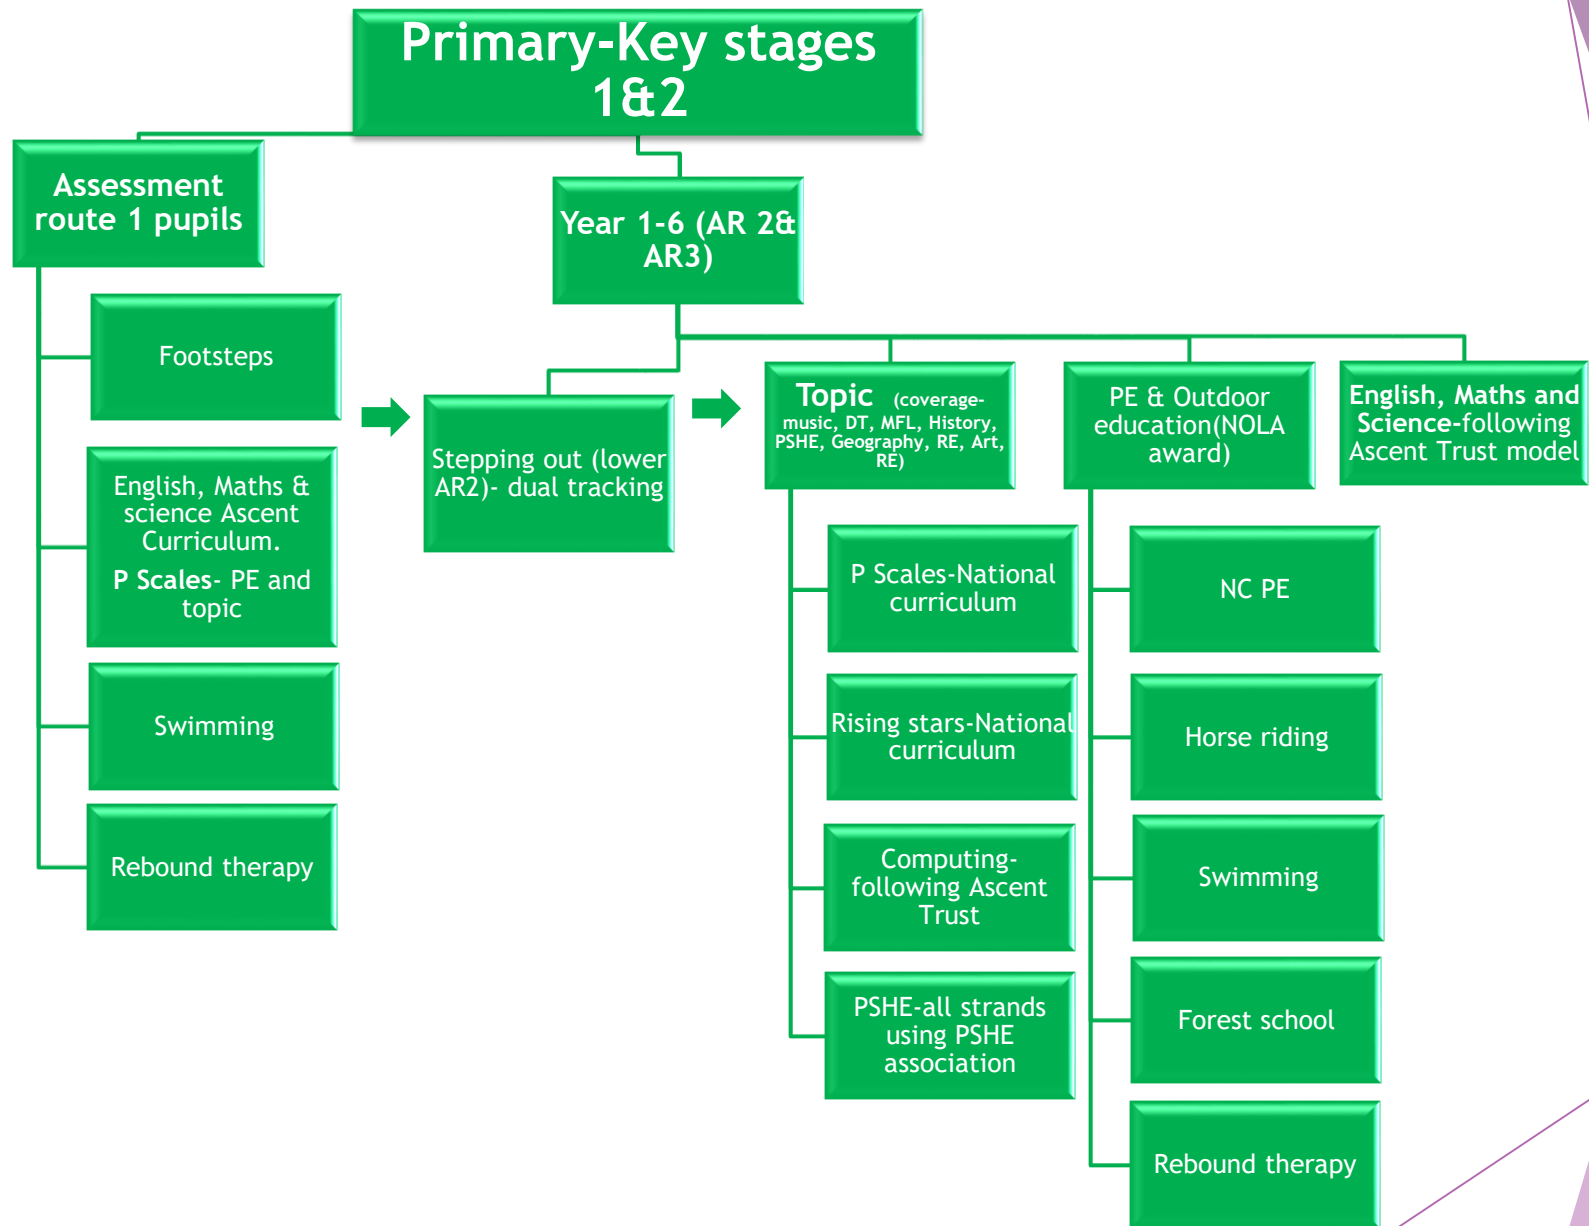 Primary-Key stages
1&2
Assessment
route 1 pupils
Year 1-6 (AR 2&
AR3)
Footsteps
English, Maths &
science Ascent
Curriculum.
P Scales- PE and
topic
Swimming
Rebound therapy
Stepping out (lower
AR2)- dual tracking
Topic (coverage-
music, DT, MFL, History,
PSHE, Geography, RE, Art,
RE)
P Scales-National
curriculum
Rising stars-National
curriculum
Computing-
following Ascent
Trust
PSHE-all strands
using PSHE
association
PE & Outdoor
education(NOLA
award)
NC PE
Horse riding
Swimming
Forest school
Rebound therapy
English, Maths and
Science-following
Ascent Trust model